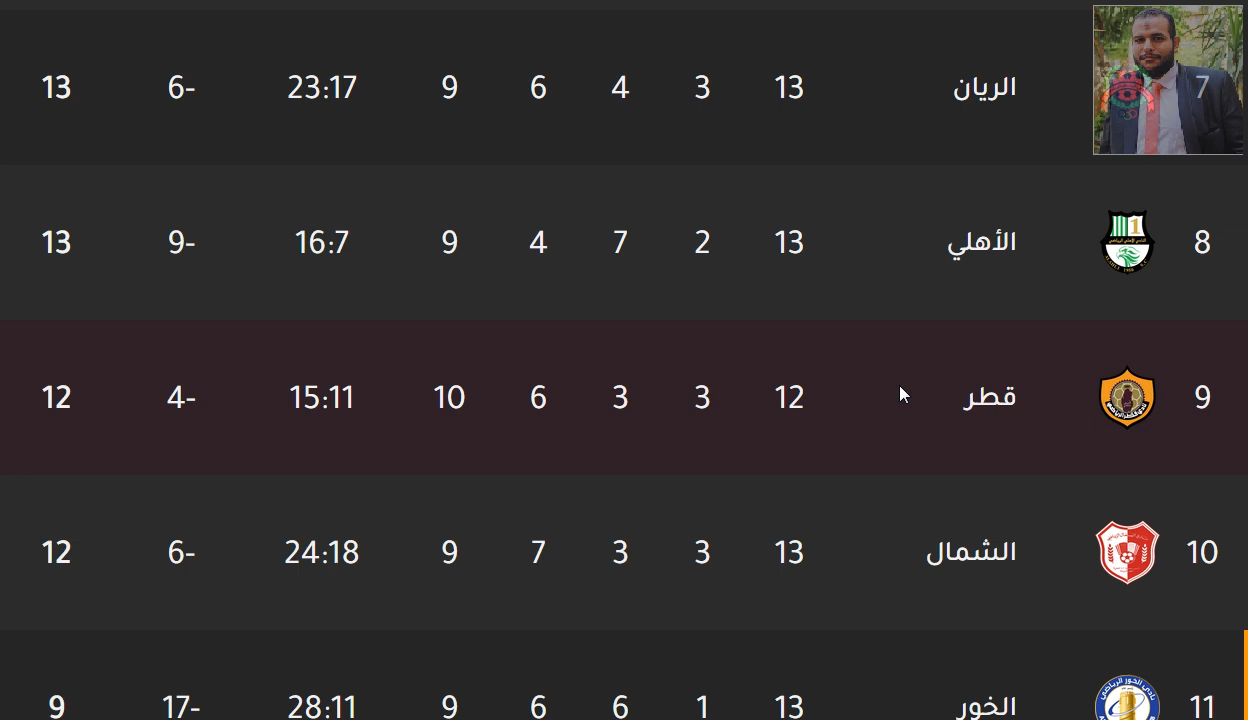 7 الريان 13 3 4 6 9 23:17 6- 13
8 الأهلي 13 2 7 4 9 16:7 9- 13
9 قطر 12 3 3 6 10 15:11 4- 12
10 الشمال 13 3 3 7 9 24:18 6- 12
11 الخور 13 1 6 6 9 28:11 17- 9